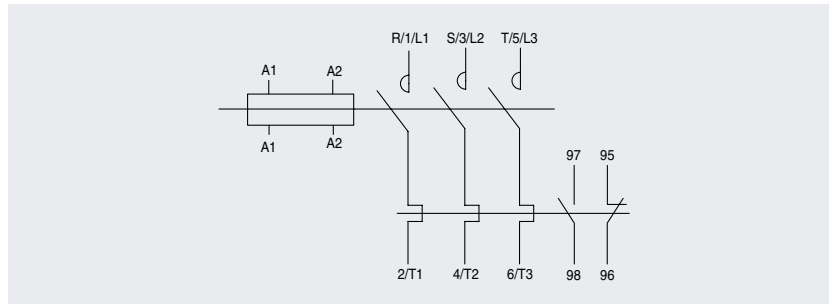 R/1/L1 S/3/L2 T/5/L3
A1 A2
A1 A2
97 95
2/T1 4/T2 6/T3 98 96